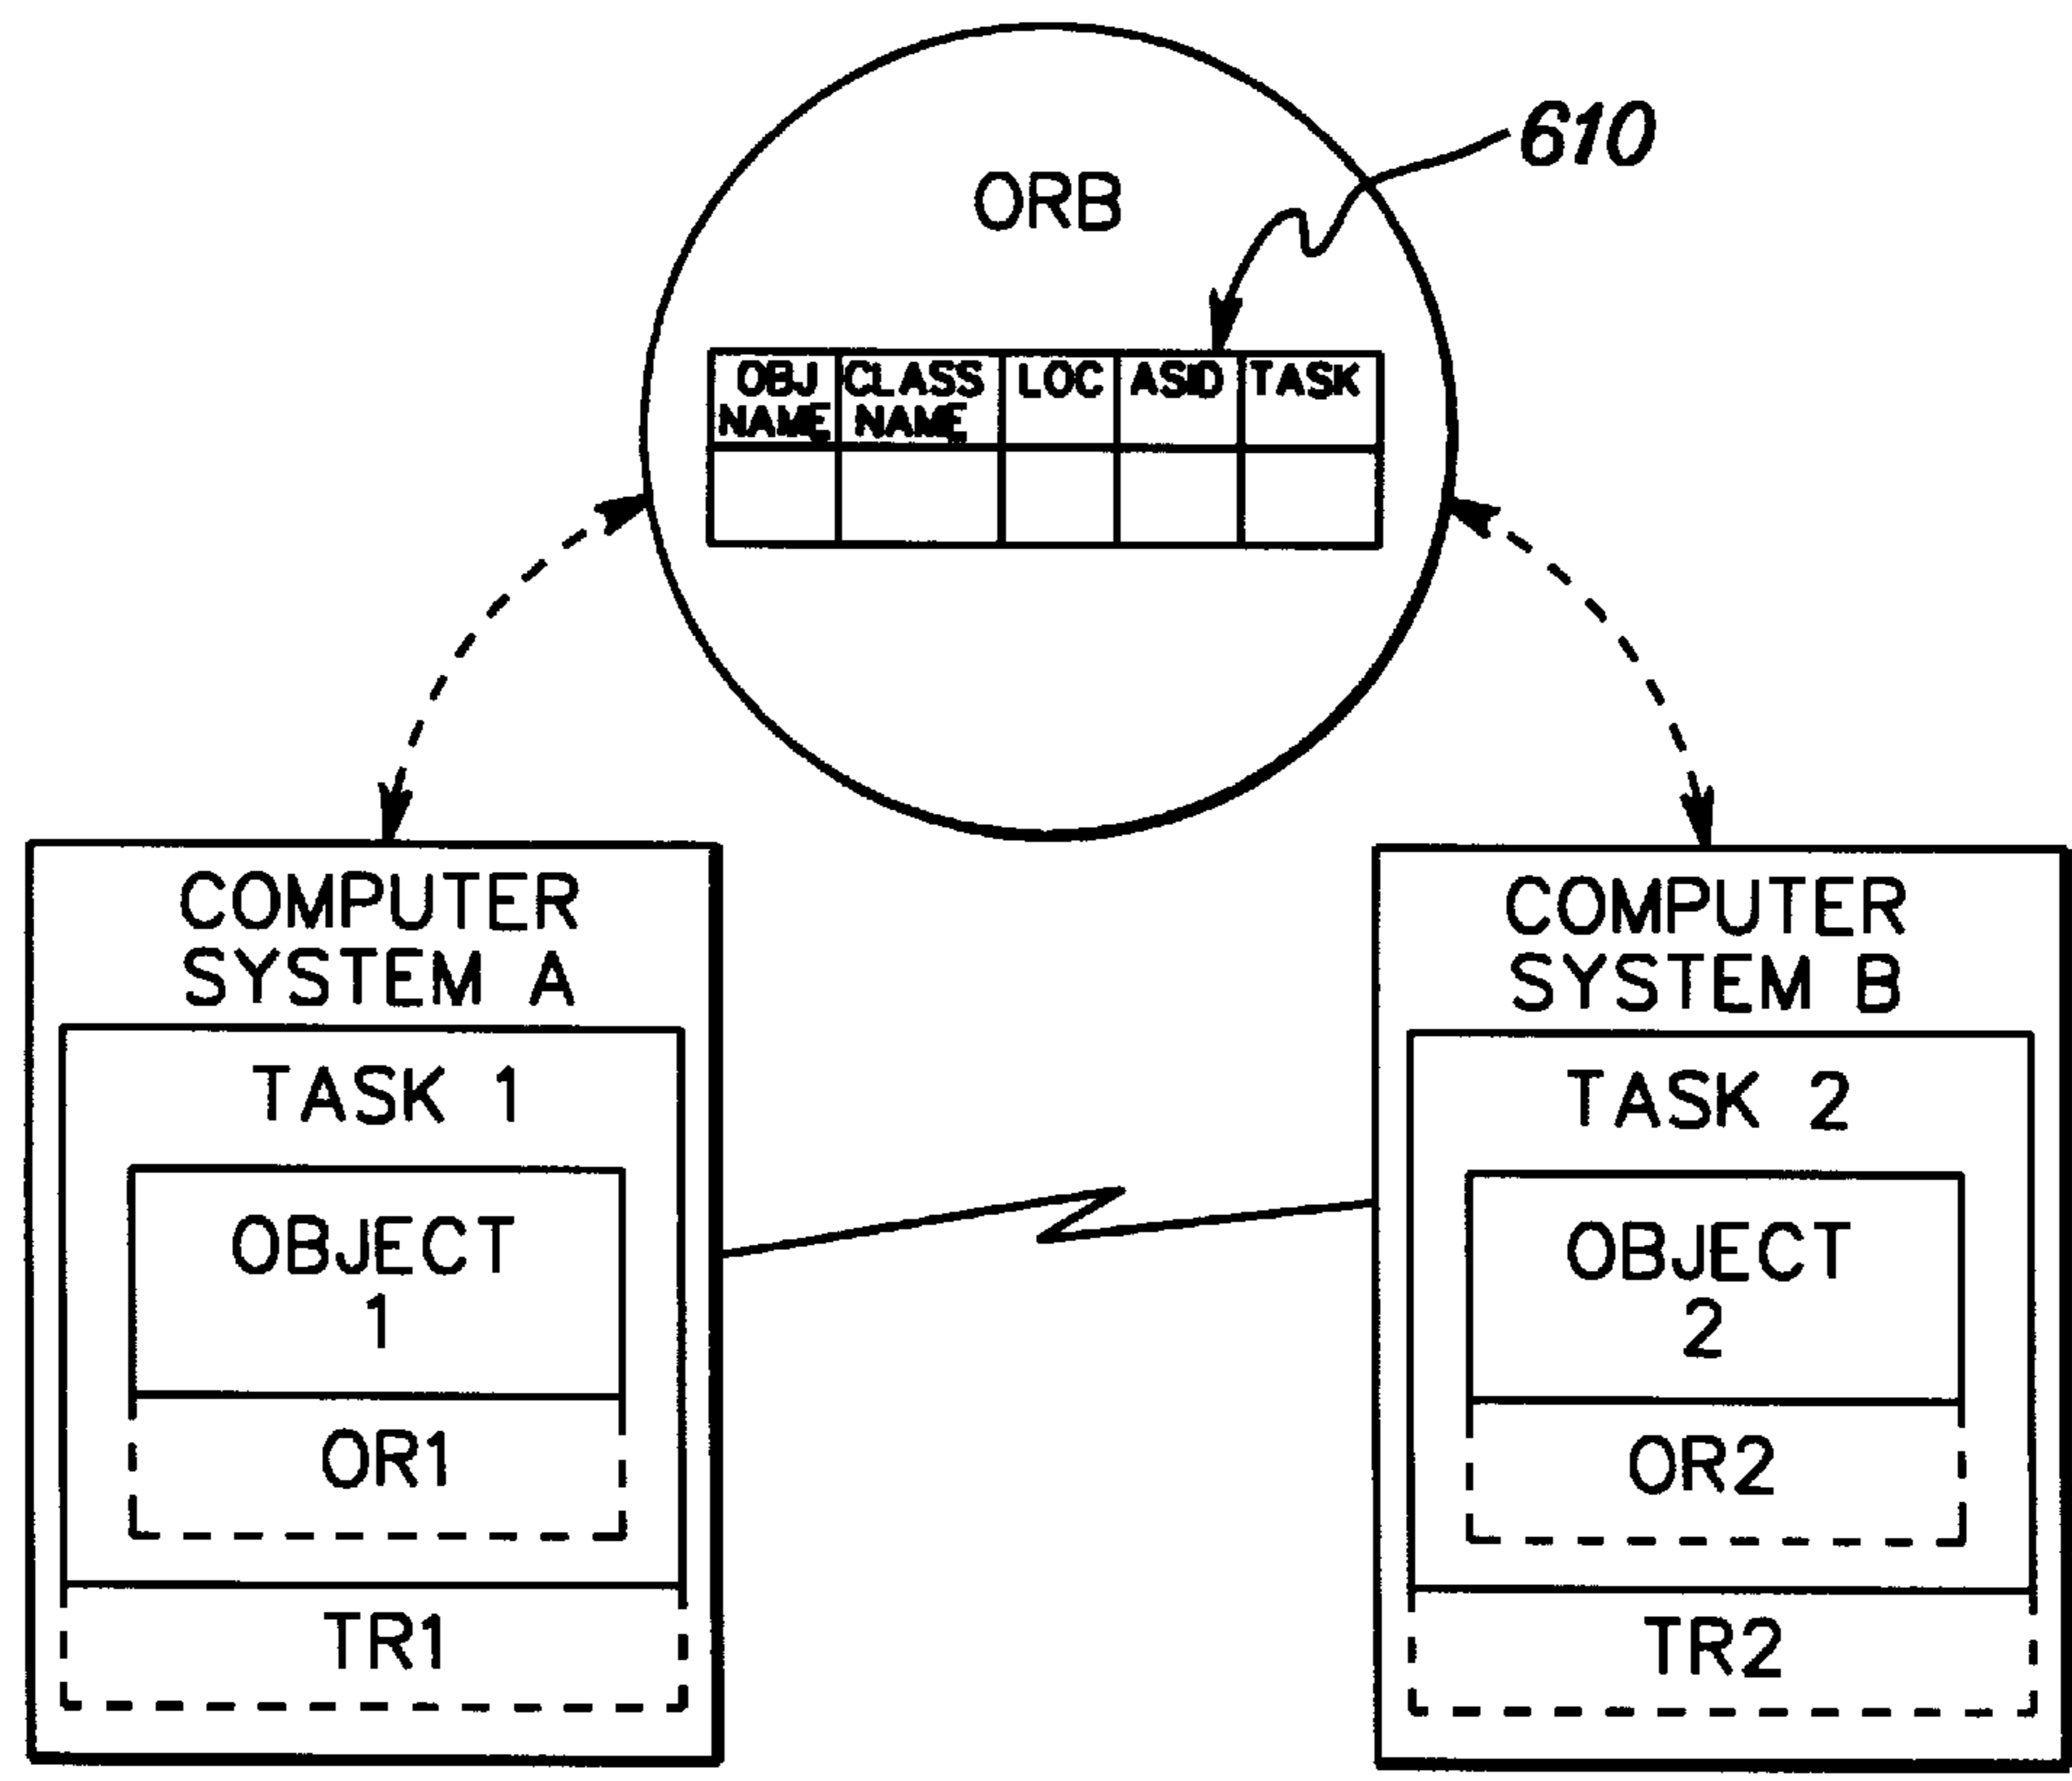 610
ORB
OBJ NAME
CLASS NAME
LOC
ASID
TASK
COMPUTER
SYSTEM A
TASK 1
OBJECT
1
OR1
TR1
COMPUTER
SYSTEM B
TASK 2
OBJECT
2
OR2
TR2